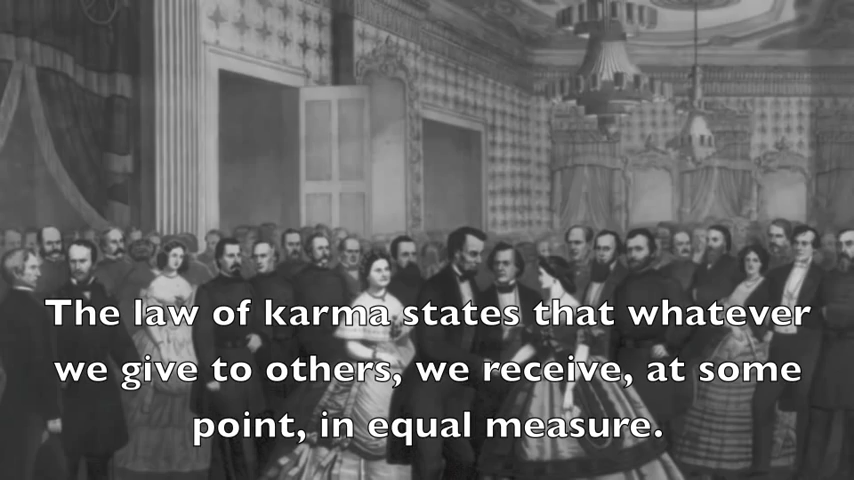 The law of karma states that whatever
we give to others, we receive, at some
point, in equal measure.